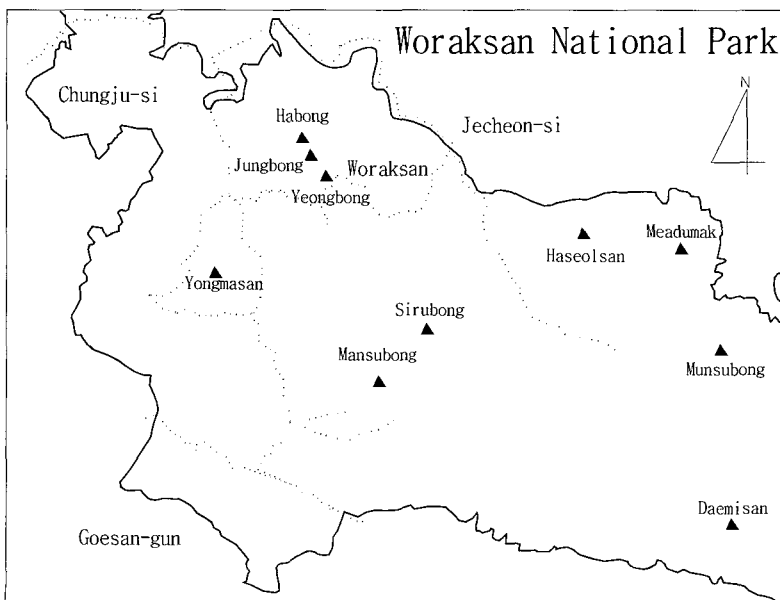 Woraksan National Park
Chungju-si
Habong
Jecheon-si
Jungbong
Woraksan
Yeongbong
Meadumak
Haseolsan
Yongmasan
Sirubong
Mansubong
Munsubong
Daemisan
Goesan-gun